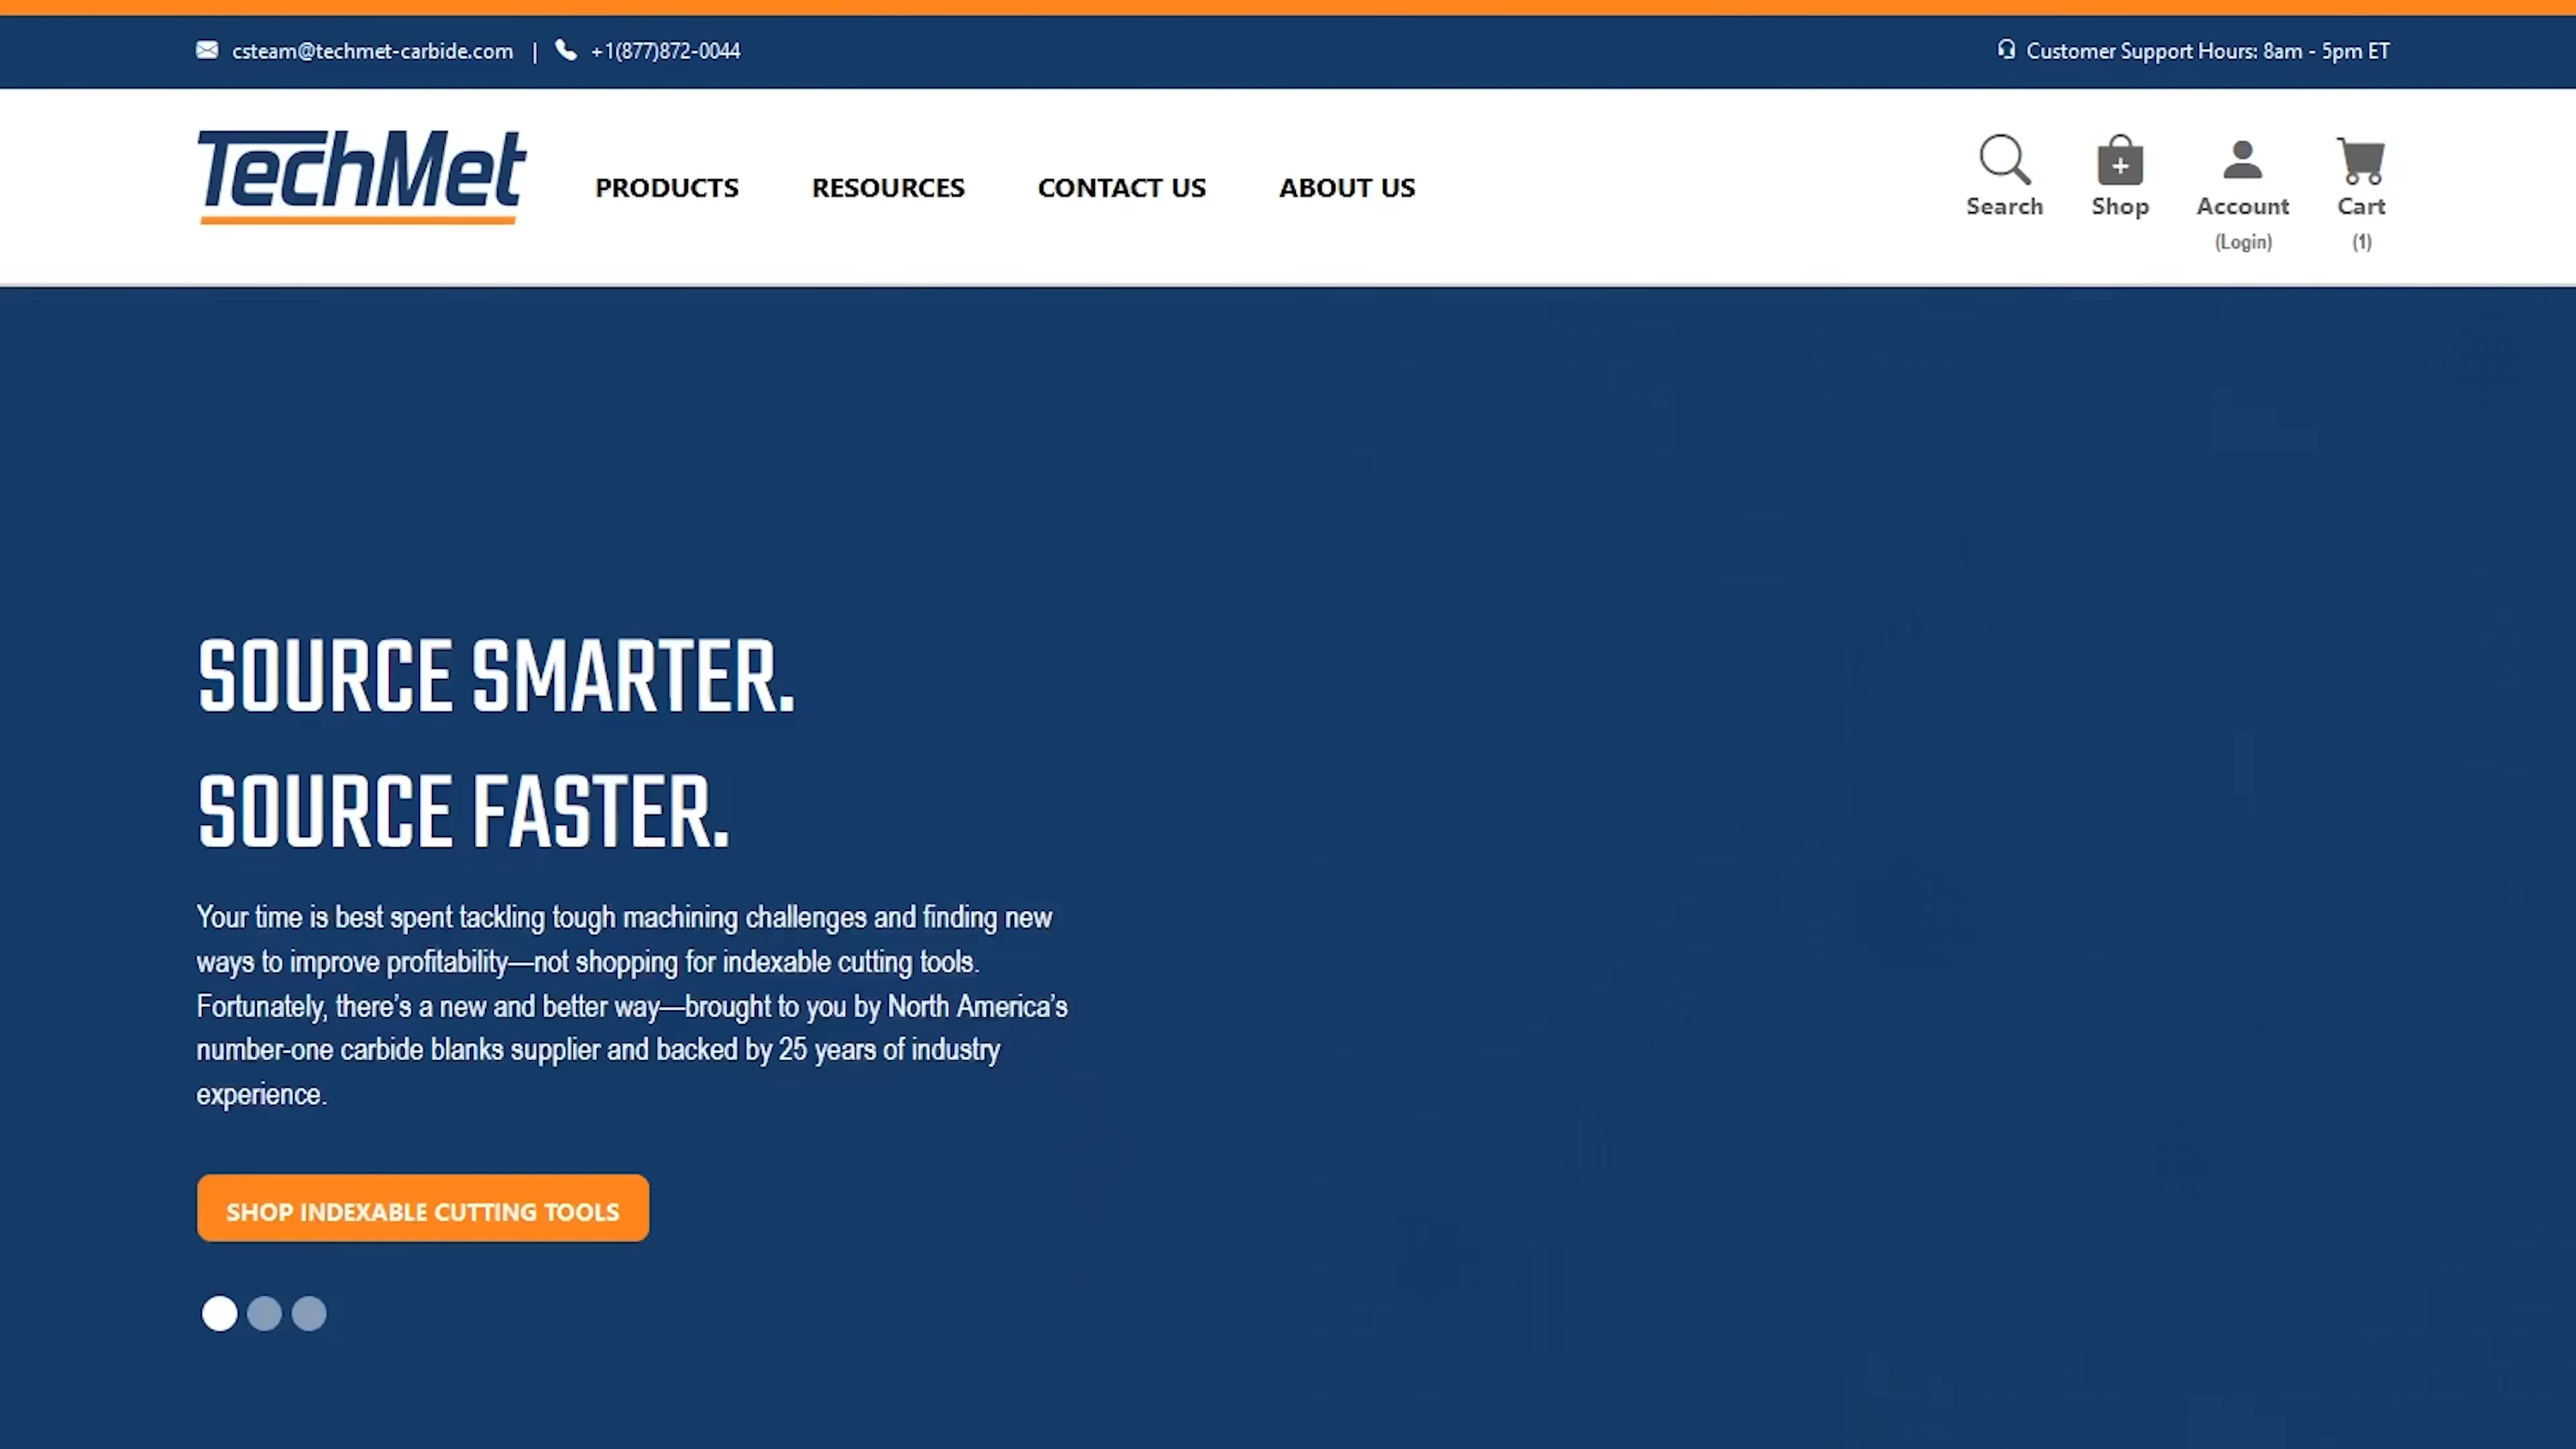 csteam@techmet-carbide.com | +1(877)872-0044
Customer Support Hours: 8am - 5pm ET
TechMet
PRODUCTS RESOURCES CONTACT US ABOUT US
Search Shop Account Cart
(Login) (1)
SOURCE SMARTER.
SOURCE FASTER.
Your time is best spent tackling tough machining challenges and finding new
ways to improve profitability—not shopping for indexable cutting tools.
Fortunately, there's a new and better way—brought to you by North America's
number-one carbide blanks supplier and backed by 25 years of industry
experience.
SHOP INDEXABLE CUTTING TOOLS